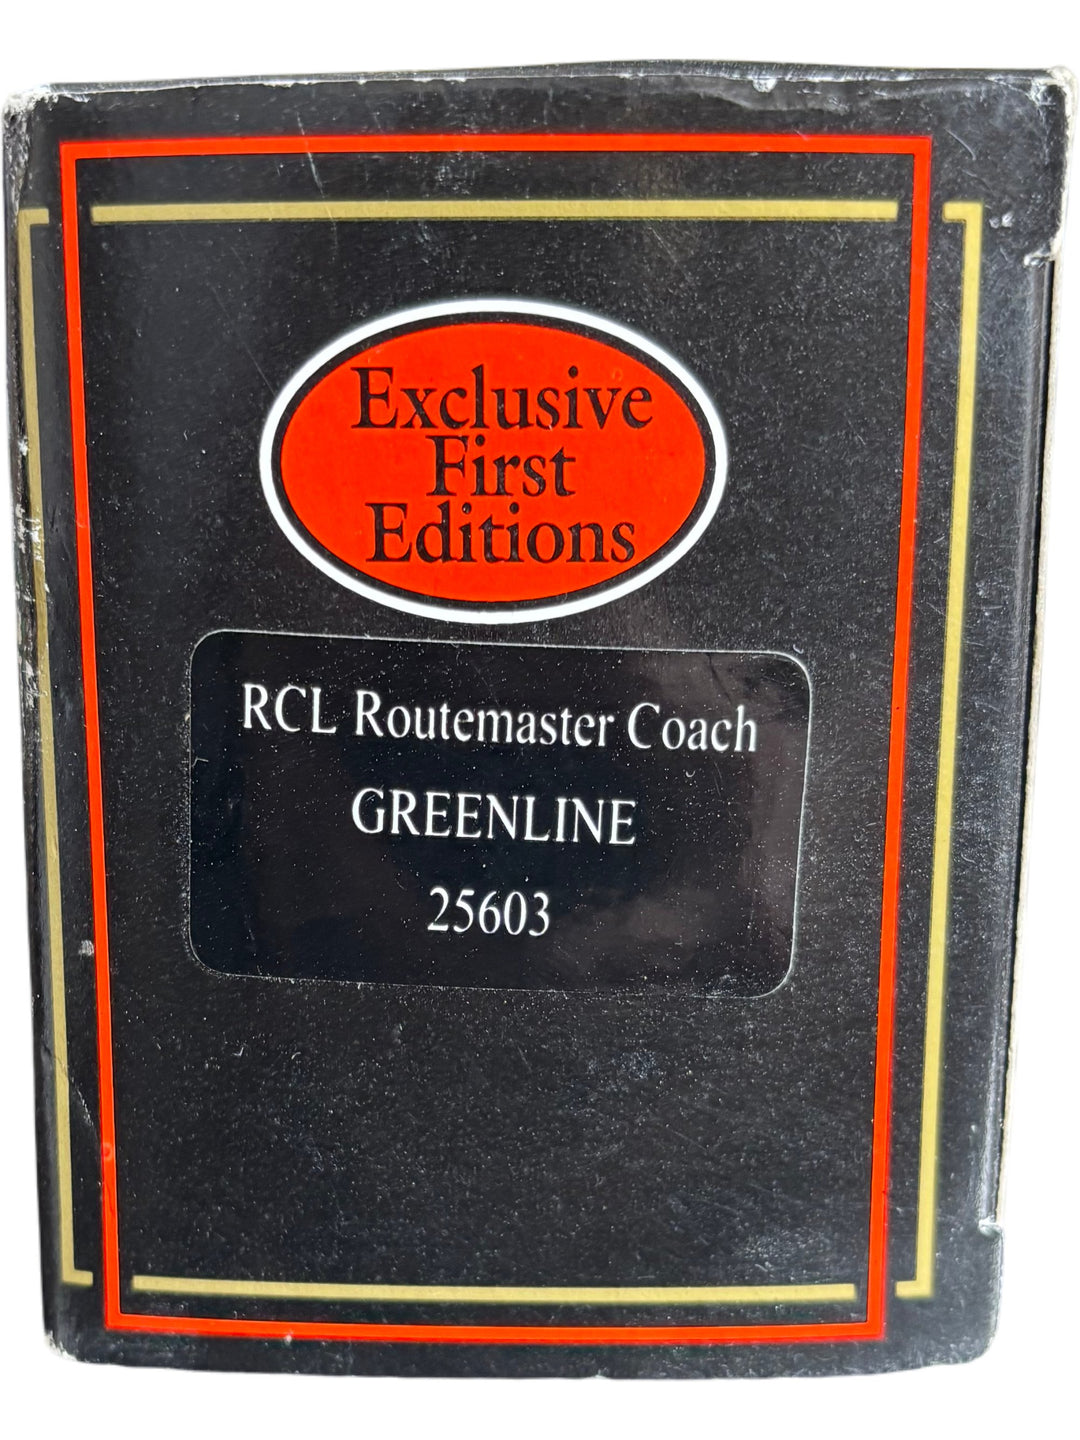 Exclusive
First
Editions
RCL Routemaster Coach
GREENLINE
25603